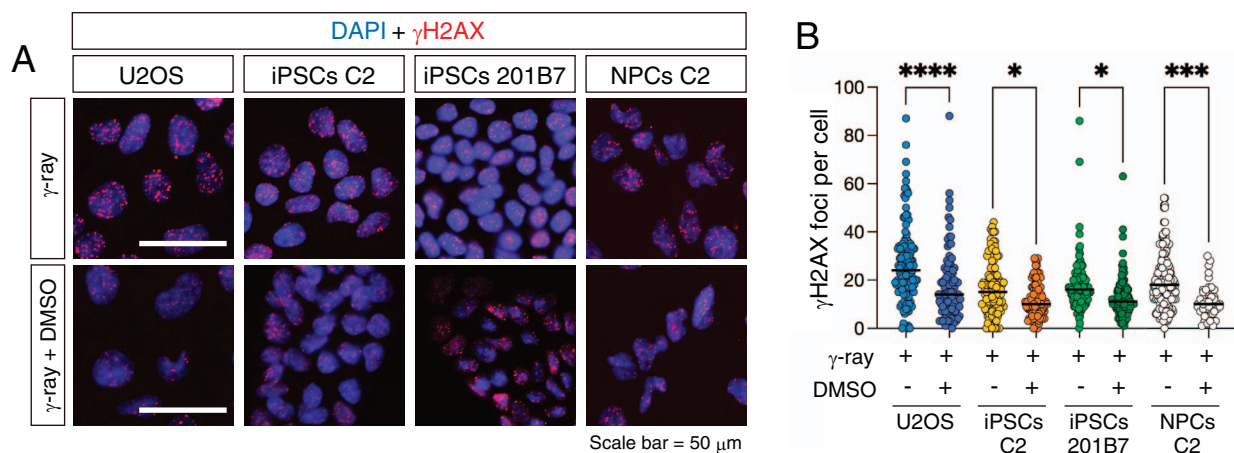 A
DAPI + γH2AX
U2OS
iPSCs C2
iPSCs 201B7
NPCs C2
γ-ray
γ-ray + DMSO
Scale bar = 50 μm
B
**** * * ***
γH2AX foci per cell
100
80
60
40
20
0
γ-ray + + + + + + + +
DMSO - + - + - + - +
U2OS iPSCs iPSCs NPCs
C2 201B7 C2